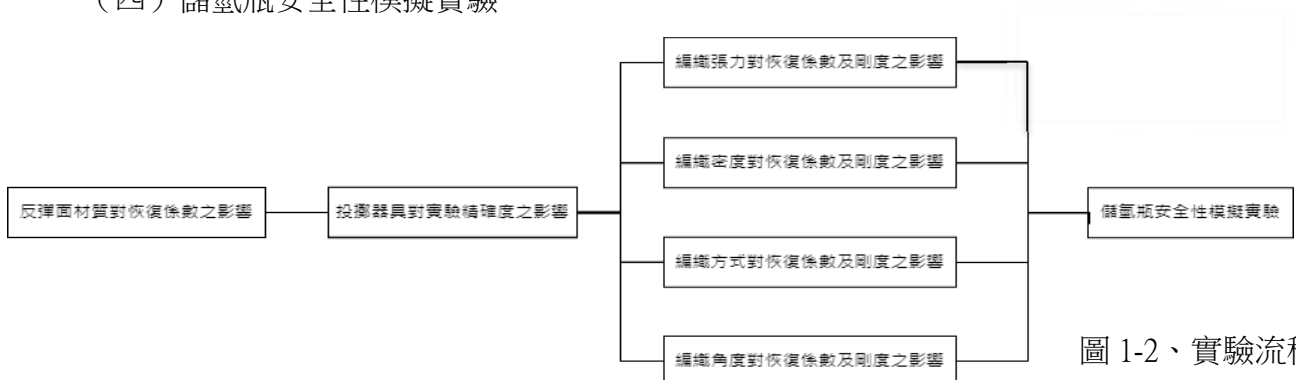 （四）儲氫瓶安全性模擬實驗
編織張力對恢復係數及剛度之影響
編織密度對恢復係數及剛度之影響
反彈面材質對恢復係數之影響
投擲器具對實驗精確度之影響
儲氫瓶安全性模擬實驗
編織方式對恢復係數及剛度之影響
編織角度對恢復係數及剛度之影響
圖 1-2、實驗流